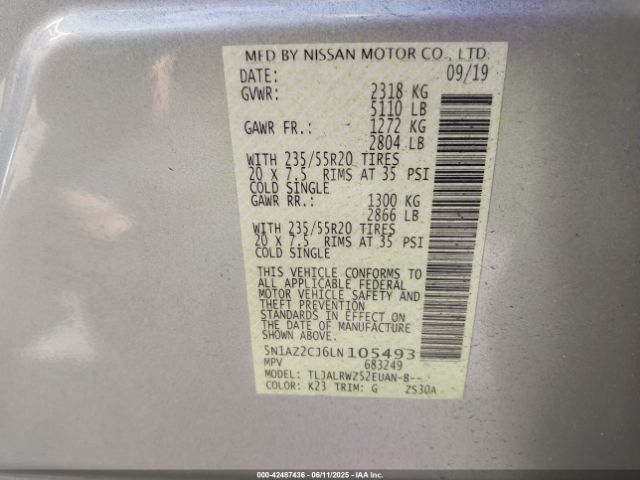 MFD BY NISSAN MOTOR CO., LTD.
DATE: 09/19
GVWR: 2318 KG
5110 LB
GAWR FR.: 1272 KG
2804 LB
WITH 235/55R20 TIRES
20 X 7.5 RIMS AT 35 PSI
COLD SINGLE
GAWR RR.: 1300 KG
2866 LB
WITH 235/55R20 TIRES
20 X 7.5 RIMS AT 35 PSI
COLD SINGLE
THIS VEHICLE CONFORMS TO
ALL APPLICABLE FEDERAL
MOTOR VEHICLE SAFETY AND
THEFT PREVENTION
STANDARDS IN EFFECT ON
THE DATE OF MANUFACTURE
SHOWN ABOVE
5N1AZ2CJ6LN105493
MPV 683249
MODEL: TLJALRWZ52EUAN-B--
COLOR: K23 TRIM: G ZS30A
000-42487436 - 06/11/2025 - IAA Inc.